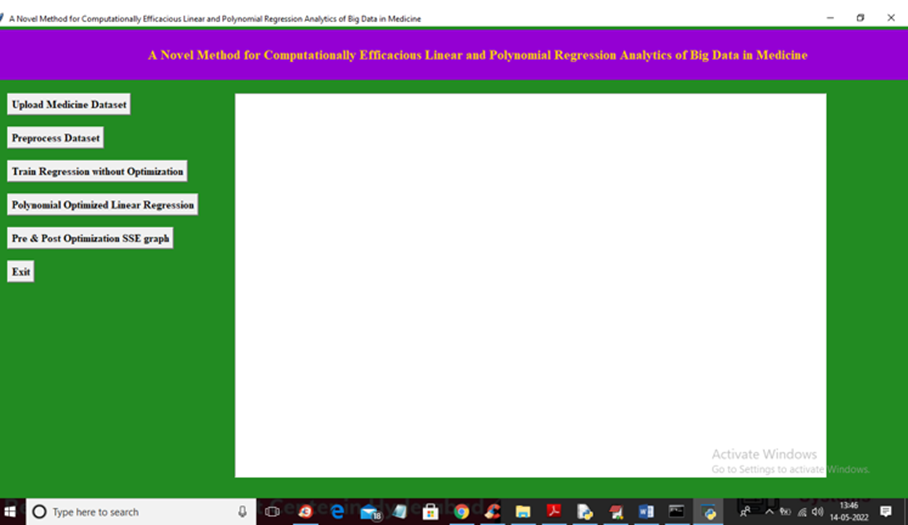 A Novel Method for Computationally Efficacious Linear and Polynomial Regression Analytics of Big Data in Medicine
A Novel Method for Computationally Efficacious Linear and Polynomial Regression Analytics of Big Data in Medicine
Upload Medicine Dataset
Preprocess Dataset
Train Regression without Optimization
Polynomial Optimized Linear Regression
Pre & Post Optimization SSE graph
Exit
Activate Windows
Go to Settings to activate Windows.
Type here to search
13:46
14-05-2022